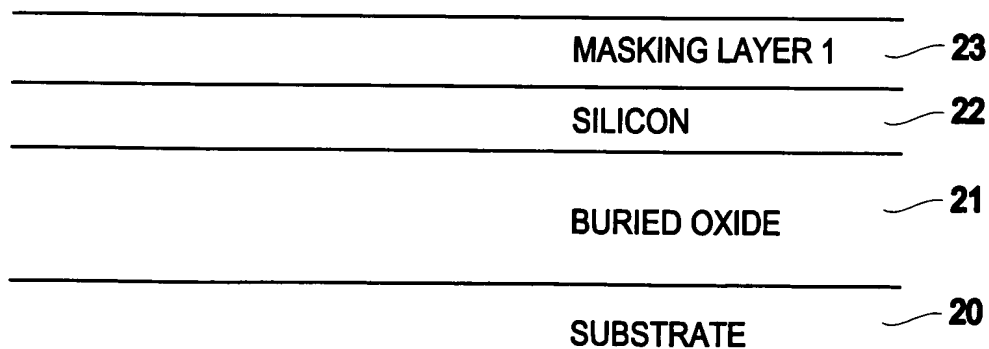 MASKING LAYER 1 23
SILICON 22
BURIED OXIDE 21
SUBSTRATE 20